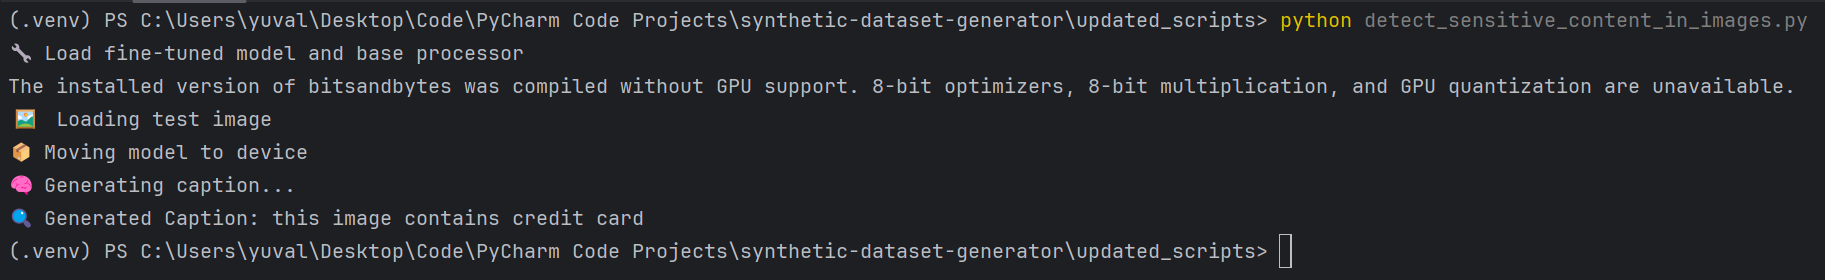 (.venv) PS C:\Users\yuval\Desktop\Code\PyCharm Code Projects\synthetic-dataset-generator\updated_scripts> python detect_sensitive_content_in_images.py
🔧 Load fine-tuned model and base processor
The installed version of bitsandbytes was compiled without GPU support. 8-bit optimizers, 8-bit multiplication, and GPU quantization are unavailable.
🖼️ Loading test image
📦 Moving model to device
🧠 Generating caption...
🔍 Generated Caption: this image contains credit card
(.venv) PS C:\Users\yuval\Desktop\Code\PyCharm Code Projects\synthetic-dataset-generator\updated_scripts>